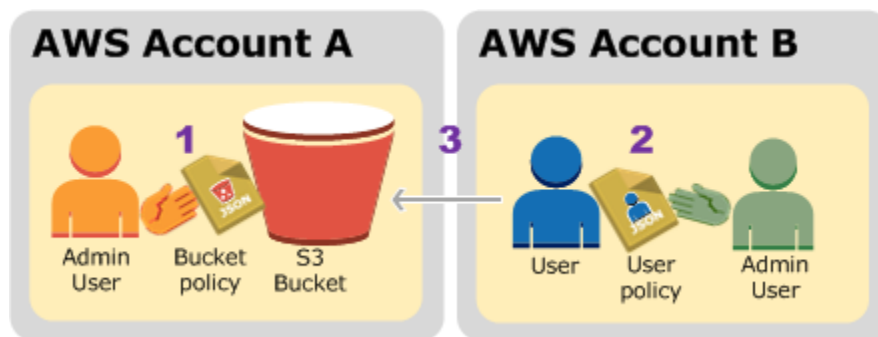 AWS Account A
AWS Account B
1
3
2
JSON
JSON
Admin
User
Bucket
policy
S3
Bucket
User
User
policy
Admin
User